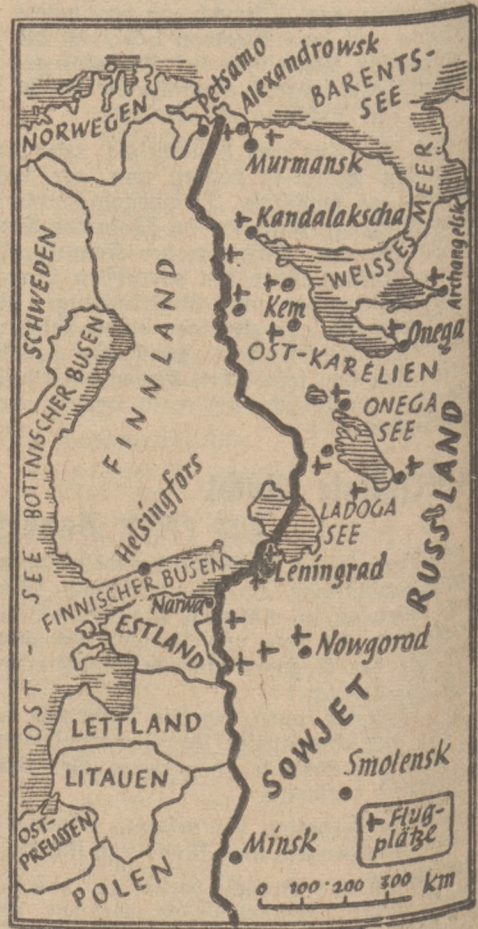 Petsamo
Alexandrowsk
BARENTS-
SEE
NORWEGEN
Murmansk
WEISSES MEER
Kandalakscha
Archangelsk
SCHWEDEN
FINNLAND
Kem
Onega
OST-KARELIEN
BOTTNISCHER BUSEN
ONEGA
SEE
RUSSLAND
Helsingfors
LADOGA
SEE
Leningrad
FINNISCHER BUSEN
Narwa
ESTLAND
Nowgorod
OST-SEE
LETTLAND
SOWJET
LITAUEN
Smolensk
OST-
PREUSSEN
Flug-
plätze
Minsk
POLEN
0 100·200 300 km